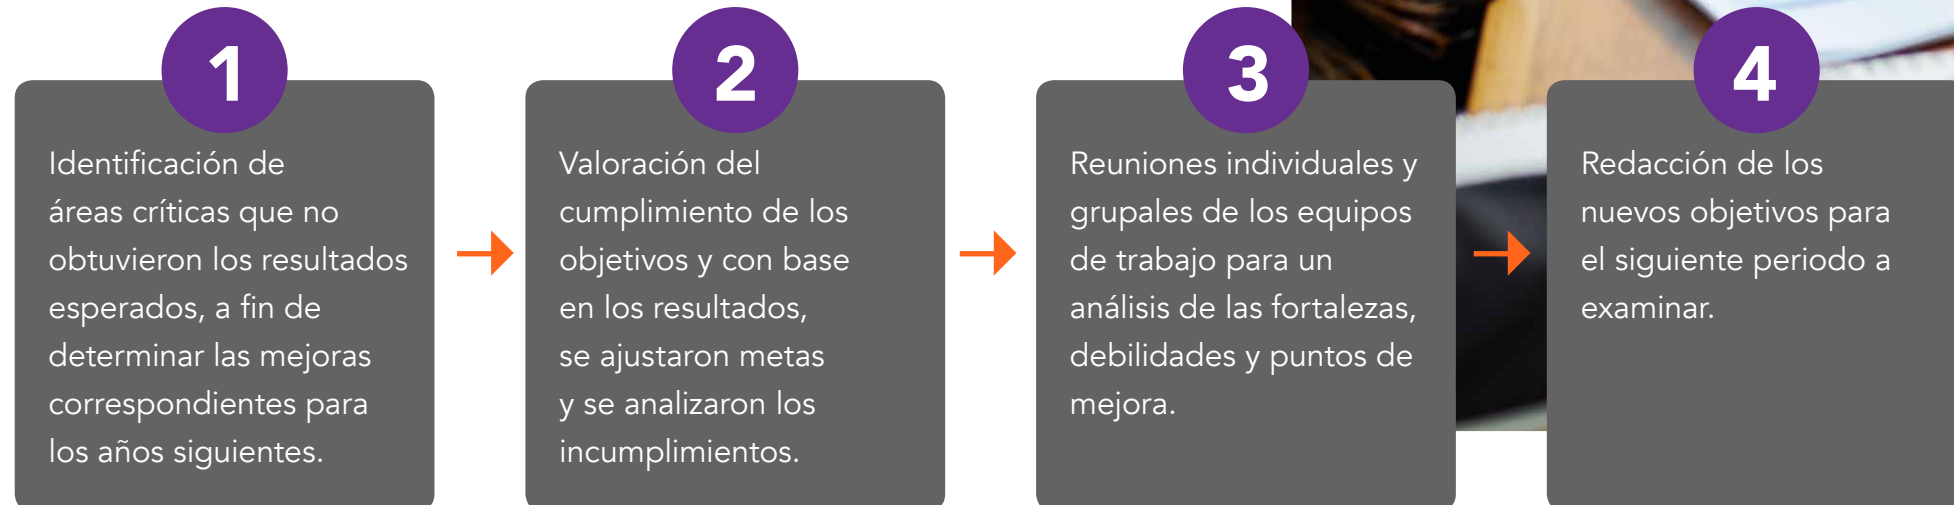 1
Identificación de
áreas críticas que no
obtuvieron los resultados
esperados, a fin de
determinar las mejoras
correspondientes para
los años siguientes.
2
Valoración del
cumplimiento de los
objetivos y con base
en los resultados,
se ajustaron metas
y se analizaron los
incumplimientos.
3
Reuniones individuales y
grupales de los equipos
de trabajo para un
análisis de las fortalezas,
debilidades y puntos de
mejora.
4
Redacción de los
nuevos objetivos para
el siguiente periodo a
examinar.